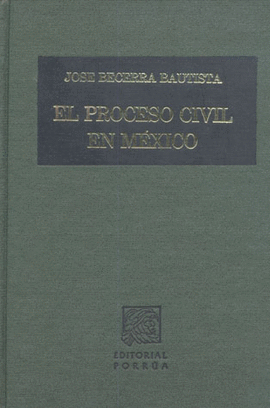 JOSE BECERRA BAUTISTA
EL PROCESO CIVIL
EN MÉXICO
EDITORIAL
PORRÚA